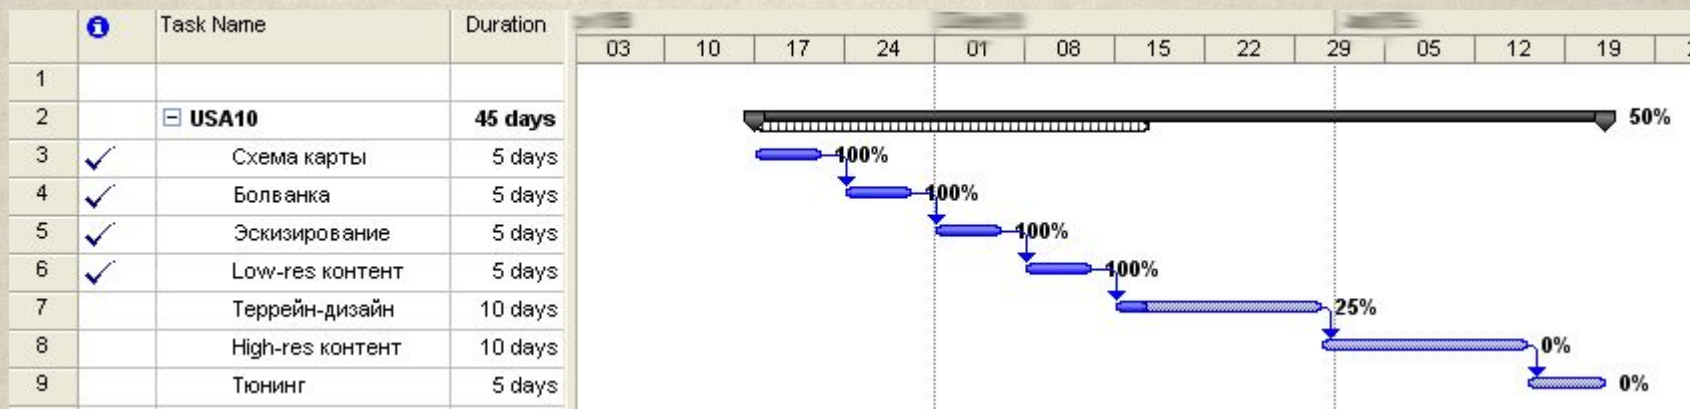 Task Name Duration
03 10 17 24 01 08 15 22 29 05 12 19
1
2 USA10 45 days 50%
3 Схема карты 5 days 100%
4 Болванка 5 days 100%
5 Эскизирование 5 days 100%
6 Low-res контент 5 days 100%
7 Террейн-дизайн 10 days 25%
8 High-res контент 10 days 0%
9 Тюнинг 5 days 0%